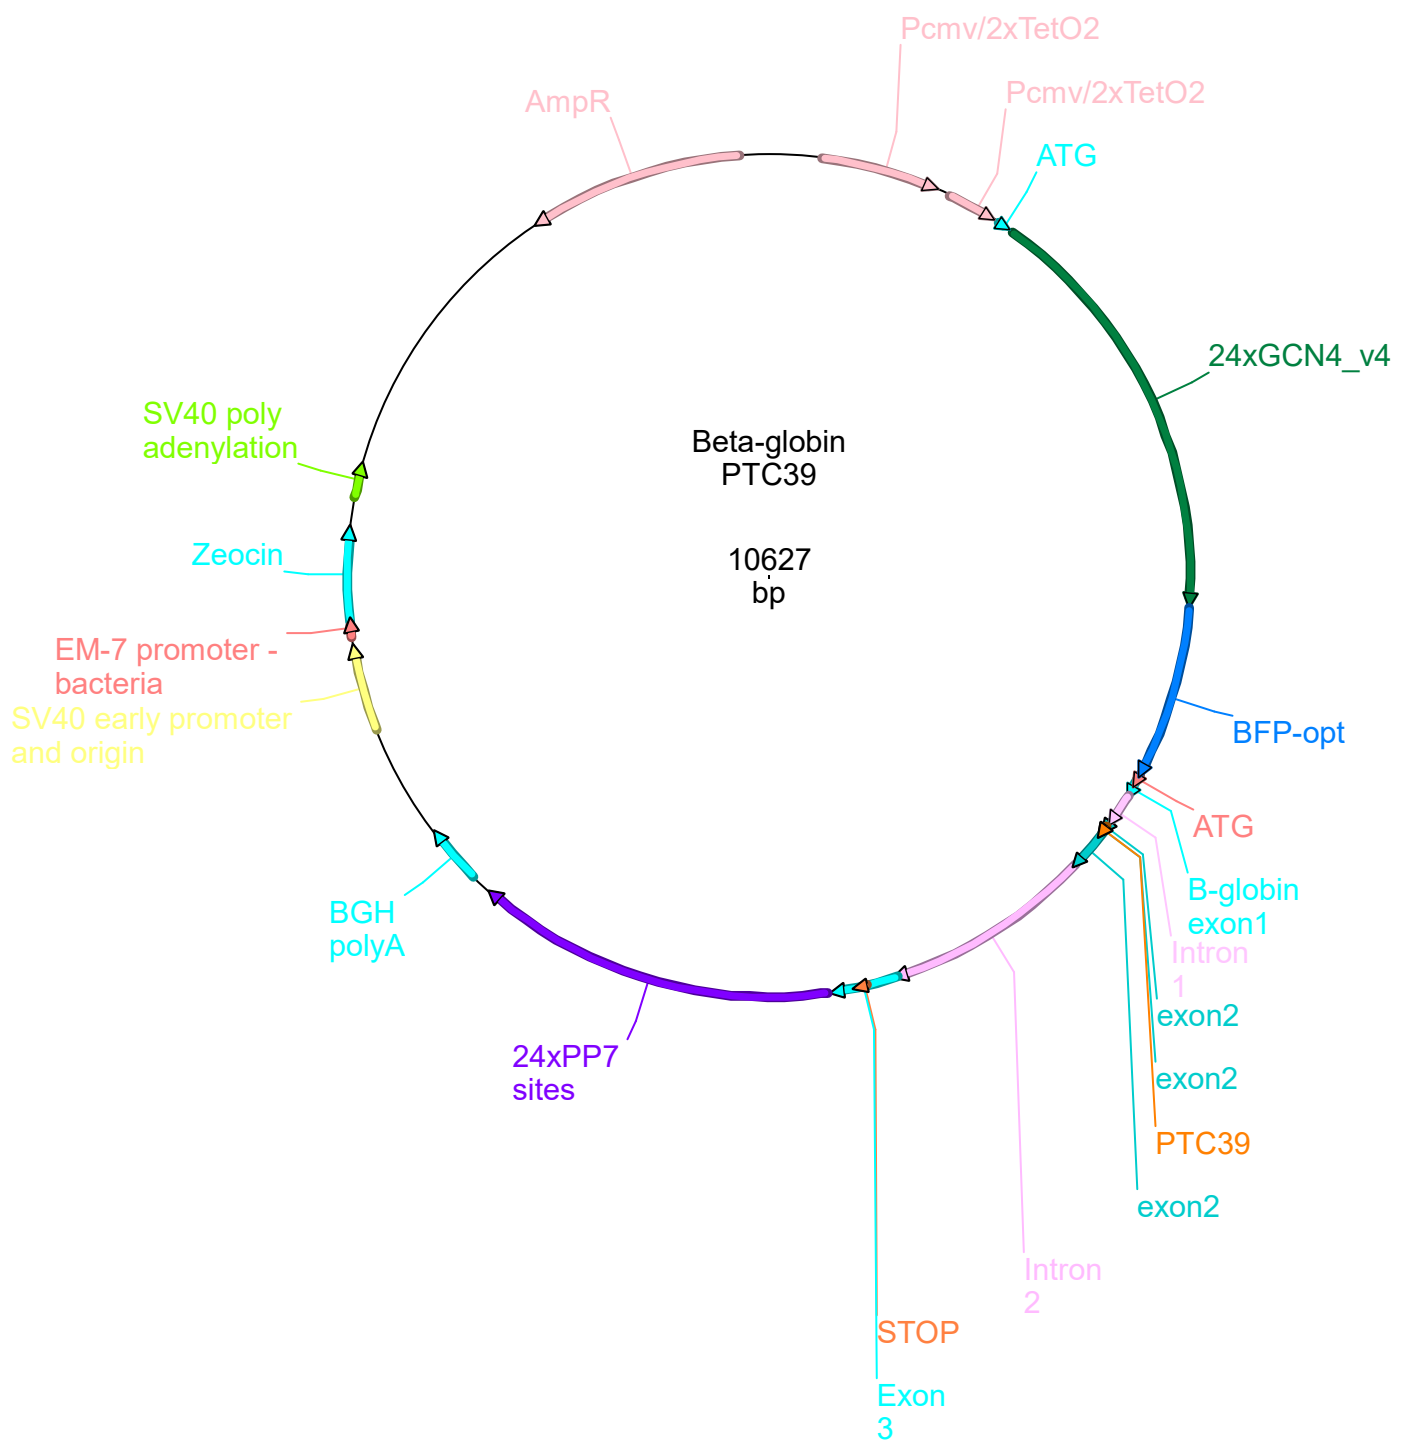 Pcmv/2xTetO2
Pcmv/2xTetO2
AmpR
ATG
24xGCN4_v4
SV40 poly
adenylation
Beta-globin
PTC39
10627
bp
Zeocin
EM-7 promoter -
bacteria
SV40 early promoter
and origin
BFP-opt
ATG
B-globin
exon1
BGH
polyA
Intron
1
exon2
24xPP7
sites
exon2
PTC39
exon2
Intron
2
STOP
Exon
3